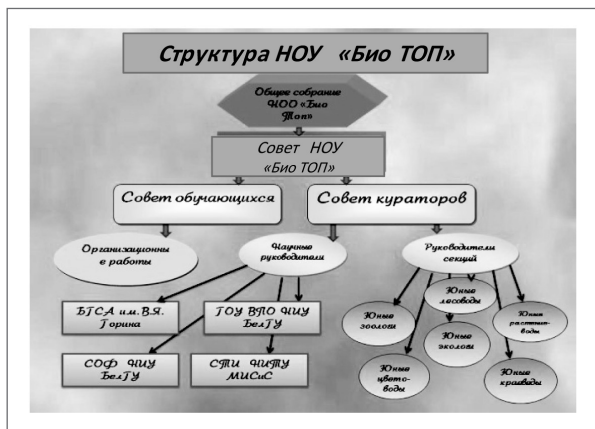 Структура НОУ «Био ТОП»
Общее собрание
НОО «Био
Топ»
Совет НОУ
«Био ТОП»
Совет обучающихся
Совет кураторов
Организационны
е работы
Научные
руководители
Руководители
секций
БГСА им.В.Я.
Горина
ГОУ ВПО НИУ
БелГУ
СОФ НИУ
БелГУ
СТИ НИТУ
МИСиС
Юные
зоологи
Юные
лесоводы
Юные
растние-
воды
Юные
экологи
Юные
цвето-
воды
Юные
краеведы